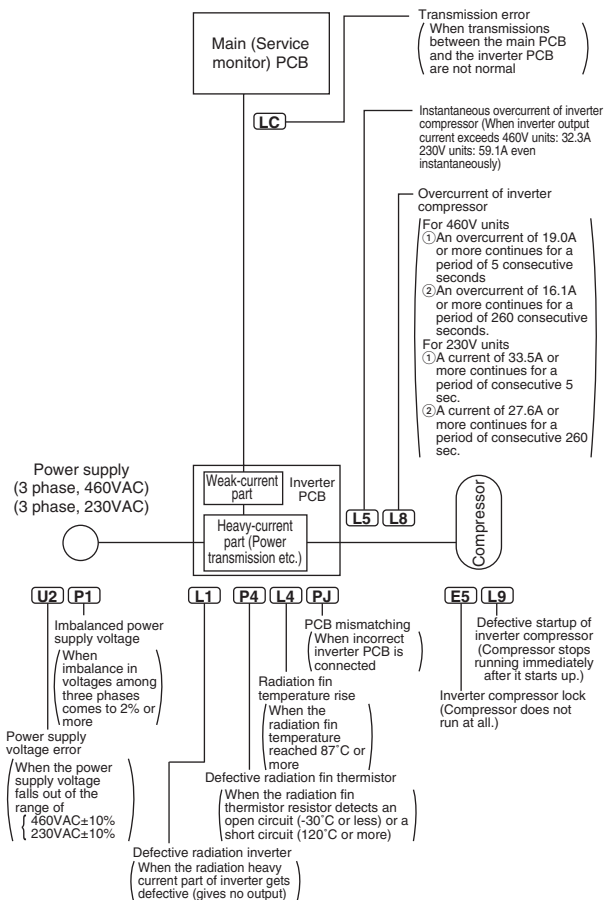 Main (Service
monitor) PCB
Transmission error
When transmissions
between the main PCB
and the inverter PCB
are not normal
LC
Instantaneous overcurrent of inverter
compressor (When inverter output
current exceeds 460V units: 32.3A
230V units: 59.1A even
instantaneously)
Overcurrent of inverter
compressor
For 460V units
①An overcurrent of 19.0A
or more continues for a
period of 5 consecutive
seconds
②An overcurrent of 16.1A
or more continues for a
period of 260 consecutive
seconds.
For 230V units
①A current of 33.5A or
more continues for a
period of consecutive 5
sec.
②A current of 27.6A or
more continues for a
period of consecutive 260
sec.
Power supply
(3 phase, 460VAC)
(3 phase, 230VAC)
Weak-current
part
Inverter
PCB
Heavy-current
part (Power
transmission etc.)
L5 L8
Compressor
U2 P1 L1 P4 L4 PJ E5 L9
Imbalanced power
supply voltage
When
imbalance in
voltages among
three phases
comes to 2% or
more
Power supply
voltage error
When the power
supply voltage
falls out of the
range of
460VAC±10%
230VAC±10%
PCB mismatching
When incorrect
inverter PCB is
connected
Radiation fin
temperature rise
When the
radiation fin
temperature
reached 87˚C or
more
Defective radiation fin thermistor
When the radiation fin
thermistor resistor detects an
open circuit (-30˚C or less) or a
short circuit (120˚C or more)
Defective radiation inverter
When the radiation heavy
current part of inverter gets
defective (gives no output)
Defective startup of
inverter compressor
(Compressor stops
running immediately
after it starts up.)
Inverter compressor lock
(Compressor does not
run at all.)